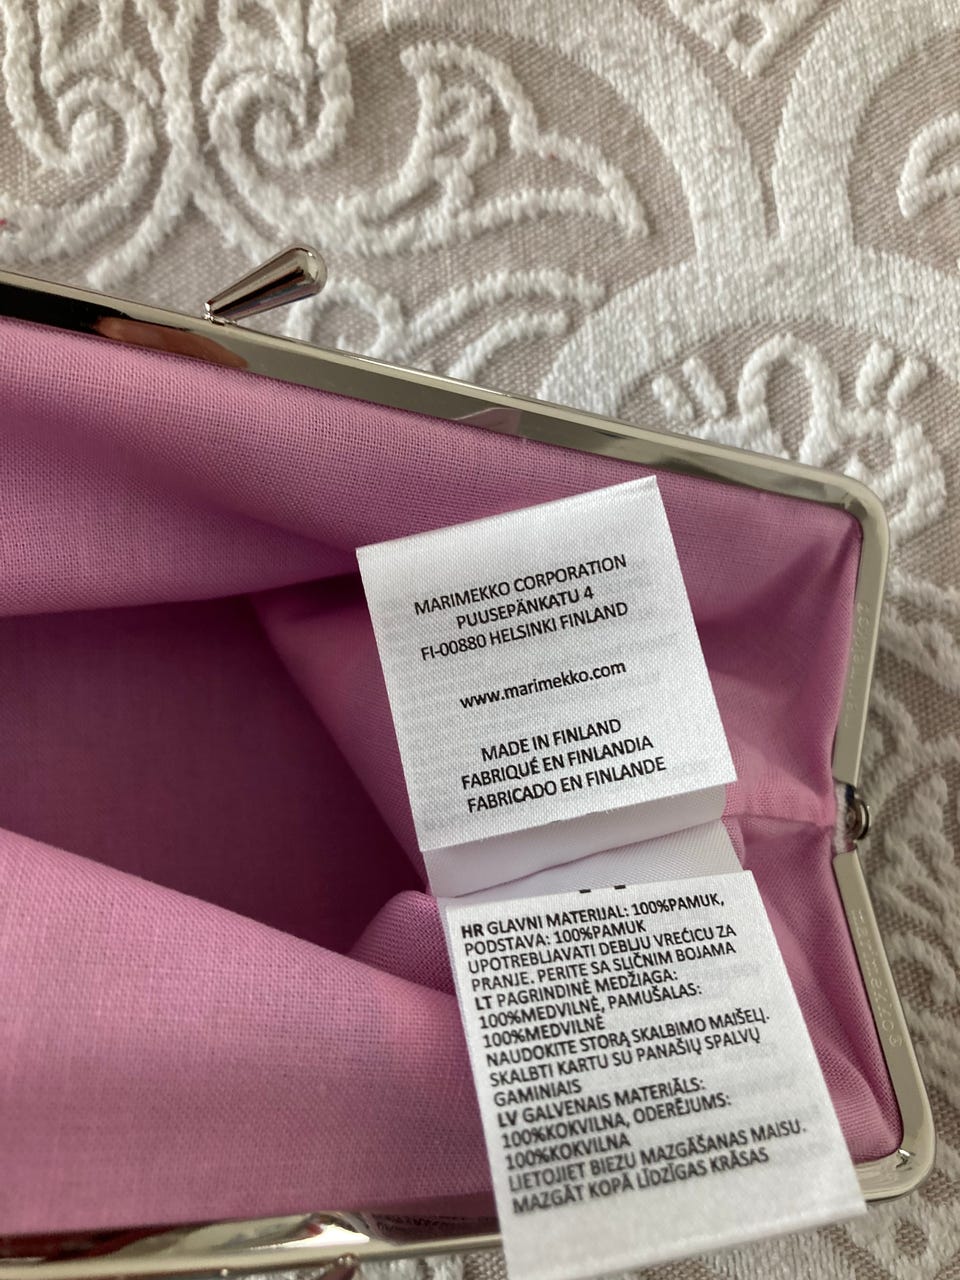 MARIMEKKO CORPORATION
PUUSEPÄNKATU 4
FI-00880 HELSINKI FINLAND
www.marimekko.com
MADE IN FINLAND
FABRIQUÉ EN FINLANDIA
FABRICADO EN FINLANDE
HR GLAVNI MATERIJAL: 100%PAMUK,
PODSTAVA: 100%PAMUK
UPOTREBLJAVATI DEBLJU VREĆICU ZA
PRANJE. PERITE SA SLIČNIM BOJAMA
LT PAGRINDINĖ MEDŽIAGA:
100%MEDVILNĖ, PAMUŠALAS:
100%MEDVILNĖ
NAUDOKITE STORĄ SKALBIMO MAIŠELĮ.
SKALBTI KARTU SU PANAŠIŲ SPALVŲ
GAMINIAIS
LV GALVENAIS MATERIĀLS:
100%KOKVILNA, ODERĒJUMS:
100%KOKVILNA
LIETOJIET BIEZU MAZGĀŠANAS MAISU.
MAZGĀT KOPĀ LĪDZĪGAS KRĀSAS